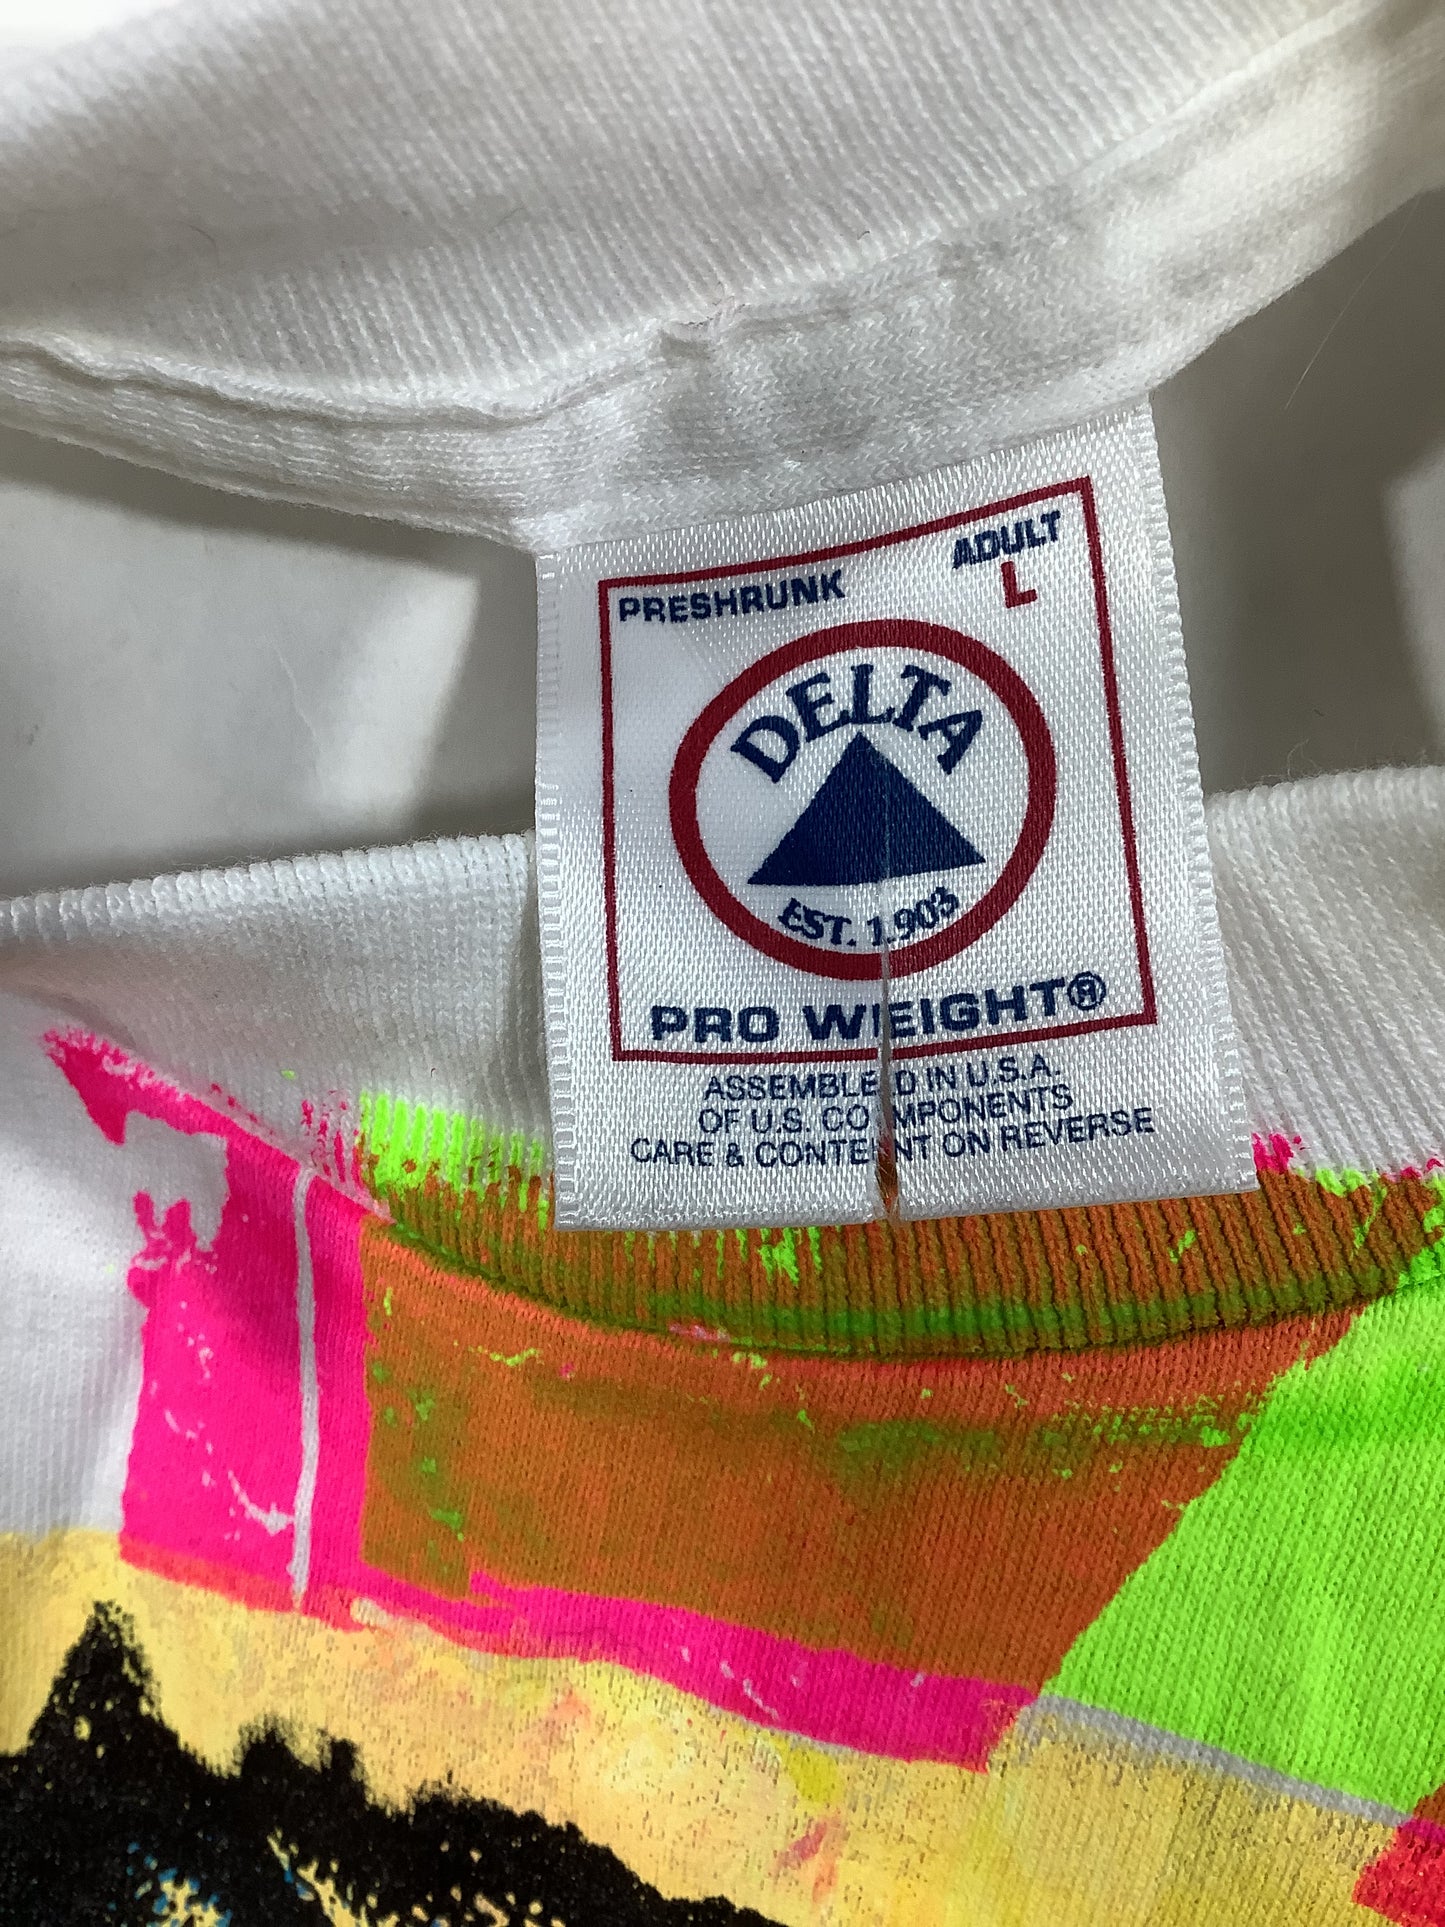 PRESHRUNK
ADULT
L
DELTA
EST. 1903
PRO WEIGHT®
ASSEMBLED IN U.S.A.
OF U.S. COMPONENTS
CARE & CONTENT ON REVERSE